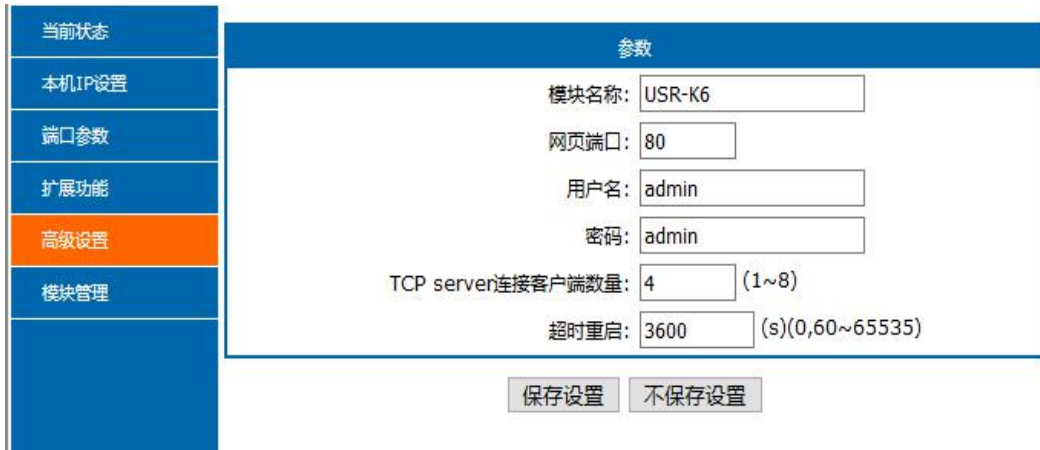 当前状态
本机IP设置
端口参数
扩展功能
高级设置
模块管理
参数
模块名称: USR-K6
网页端口: 80
用户名: admin
密码: admin
TCP server连接客户端数量: 4 (1~8)
超时重启: 3600 (s)(0,60~65535)
保存设置 不保存设置